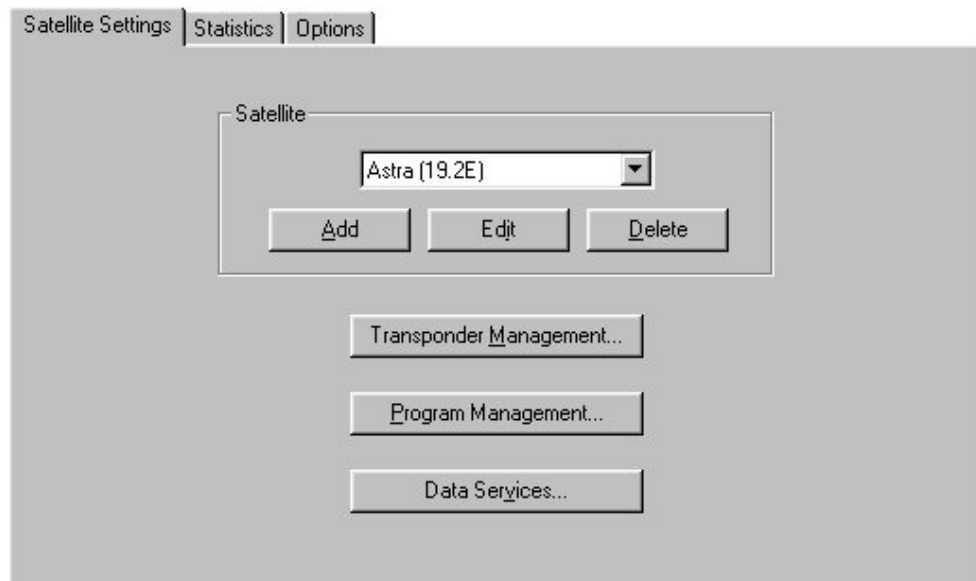 Satellite Settings Statistics Options
Satellite
Astra (19.2E)
Add Edit Delete
Transponder Management...
Program Management...
Data Services...